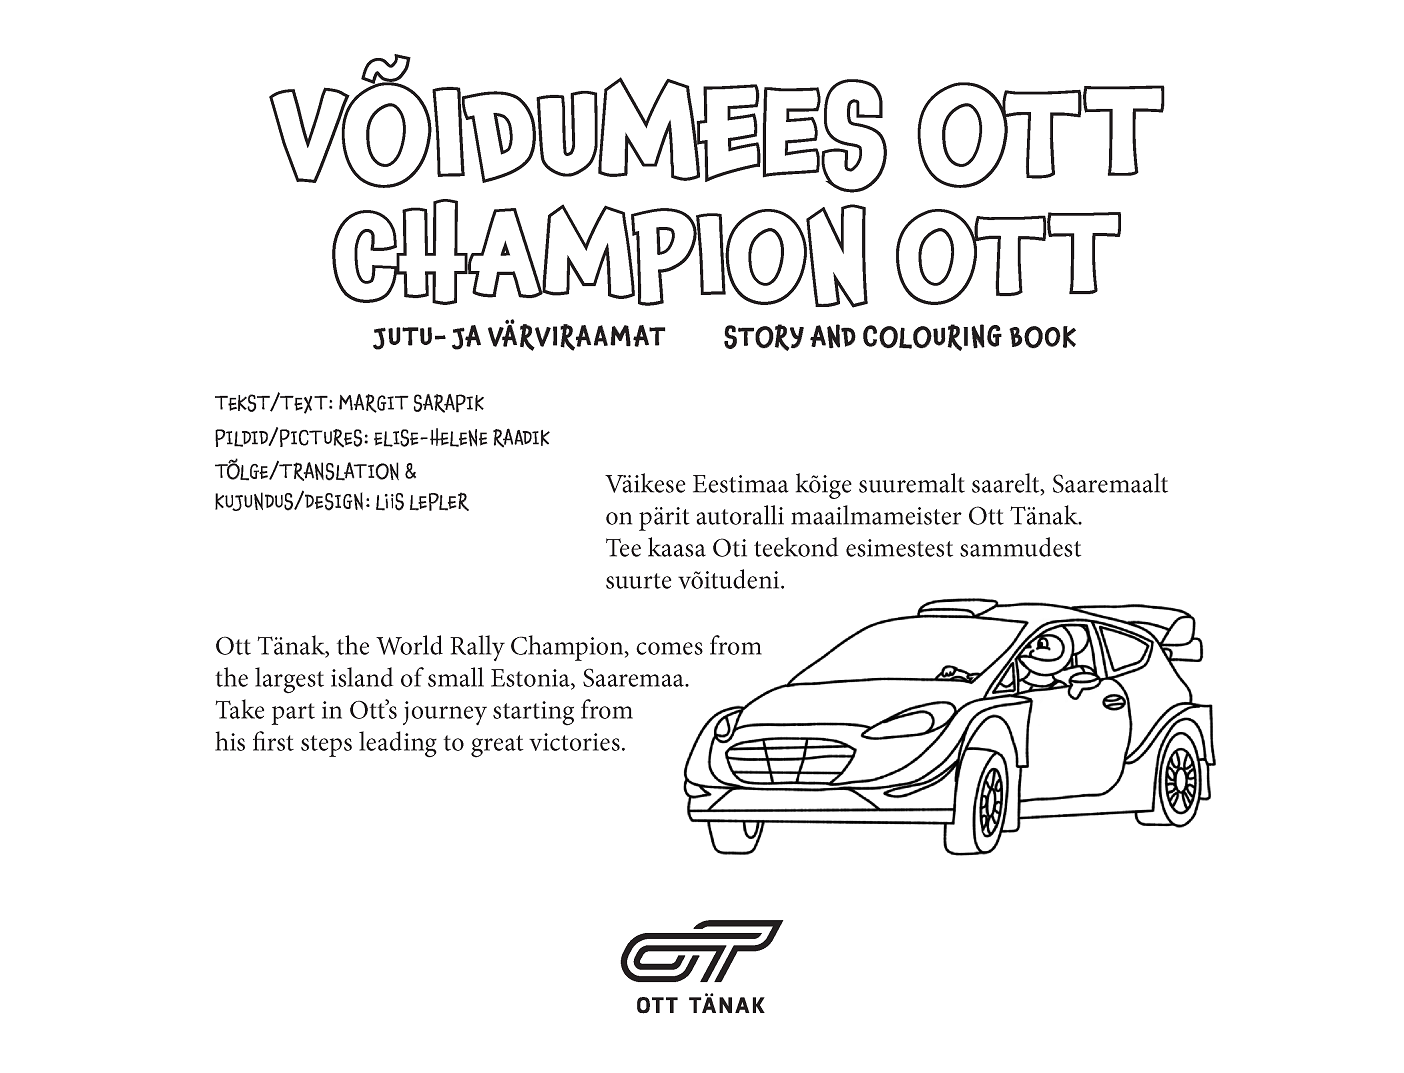 VÕIDUMEES OTT
CHAMPION OTT
JUTU- JA VÄRVIRAAMAT
STORY AND COLOURING BOOK
TEKST/TEXT: MARGIT SARAPIK
PILDID/PICTURES: ELISE-HELENE RAADIK
TÕLGE/TRANSLATION &
KUJUNDUS/DESIGN: LIIS LEPLER
Väikese Eestimaa kõige suuremalt saarelt, Saaremaalt
on pärit autoralli maailmameister Ott Tänak.
Tee kaasa Oti teekond esimestest sammudest
suurte võitudeni.
Ott Tänak, the World Rally Champion, comes from
the largest island of small Estonia, Saaremaa.
Take part in Ott's journey starting from
his first steps leading to great victories.
OT
OTT TÄNAK